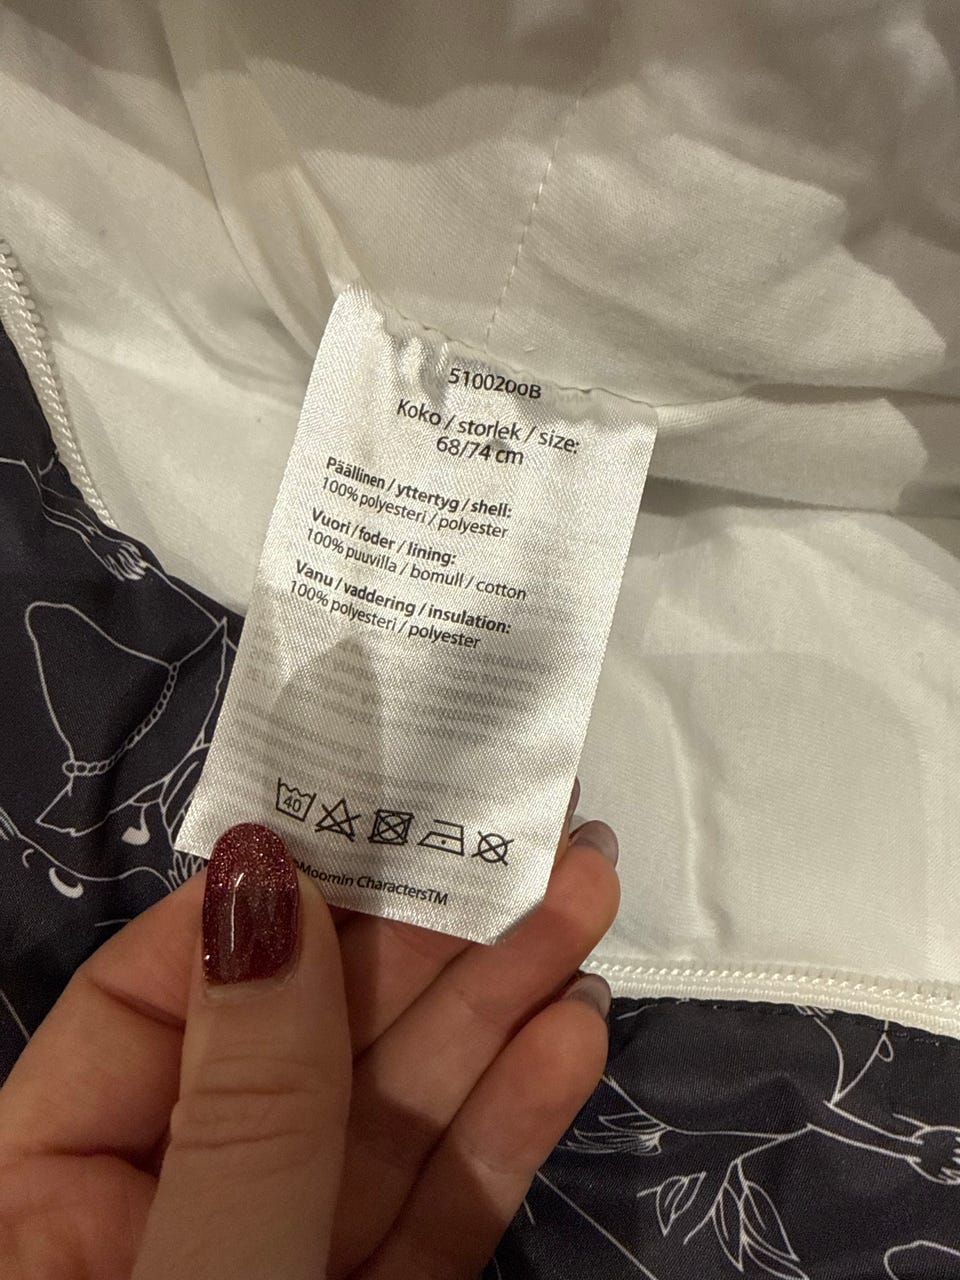 510020oB
Koko / storlek / size:
68/74 cm
Päällinen / yttertyg / shell:
100% polyesteri / polyester
Vuori / foder / lining:
100% puuvilla / bomull / cotton
Vanu / vaddering / insulation:
100% polyesteri / polyester
40
Moomin CharactersTM